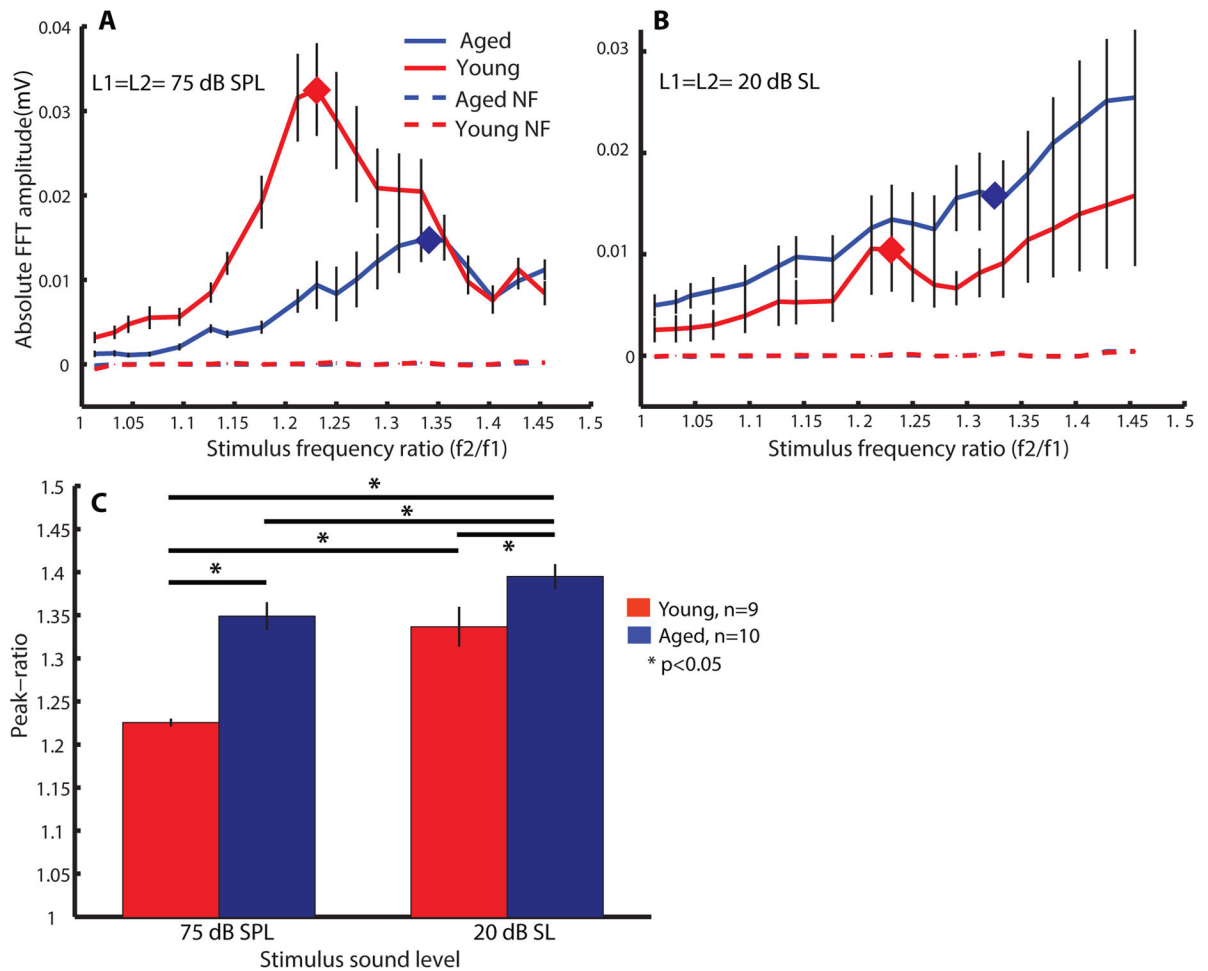 A
0.04
0.03
0.02
0.01
0
Absolute FFT amplitude(mV)
L1=L2= 75 dB SPL
Aged
Young
Aged NF
Young NF
1 1.05 1. 1 1.15 1.2 1.25 1.3 1.35 1.4 1.45 1.5
Stimulus frequency ratio (f2/f1)
B
0.03
0.02
0.01
0
L1=L2= 20 dB SL
1 1.05 1. 1 1.15 1.2 1.25 1.3 1.35 1.4 1.45 1. 5
Stimulus frequency ratio (f2/f1)
C
1.5
1.45
1.4
1.35
1.3
1.25
1.2
1.15
1.1
1.05
1
Peak-ratio
*
*
*
*
*
Young, n=9
Aged, n=10
* p<0.05
75 dB SPL 20 dB SL
Stimulus sound level